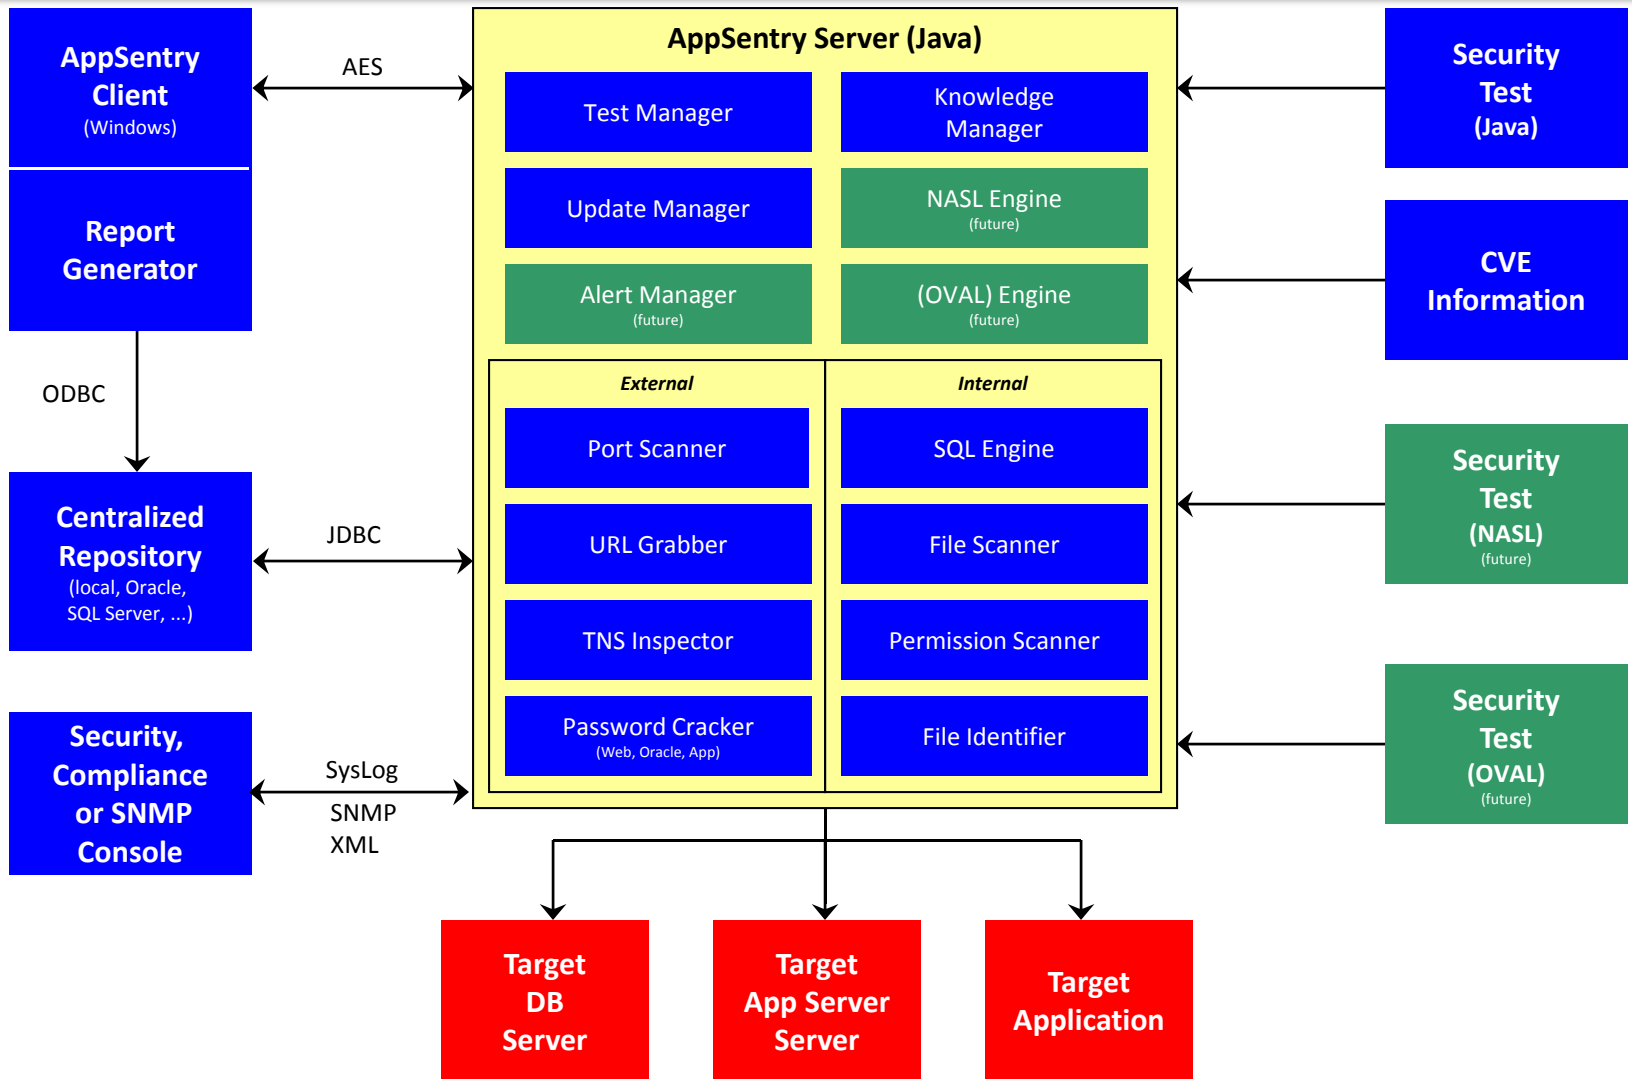 AppSentry
Client
(Windows)
Report
Generator
AES
ODBC
Centralized
Repository
(local, Oracle,
SQL Server, ...)
JDBC
Security,
Compliance
or SNMP
Console
SysLog
SNMP
XML
AppSentry Server (Java)
Test Manager
Knowledge
Manager
Update Manager
NASL Engine
(future)
Alert Manager
(future)
(OVAL) Engine
(future)
External
Internal
Port Scanner
SQL Engine
URL Grabber
File Scanner
TNS Inspector
Permission Scanner
Password Cracker
(Web, Oracle, App)
File Identifier
Security
Test
(Java)
CVE
Information
Security
Test
(NASL)
(future)
Security
Test
(OVAL)
(future)
Target
DB
Server
Target
App Server
Server
Target
Application